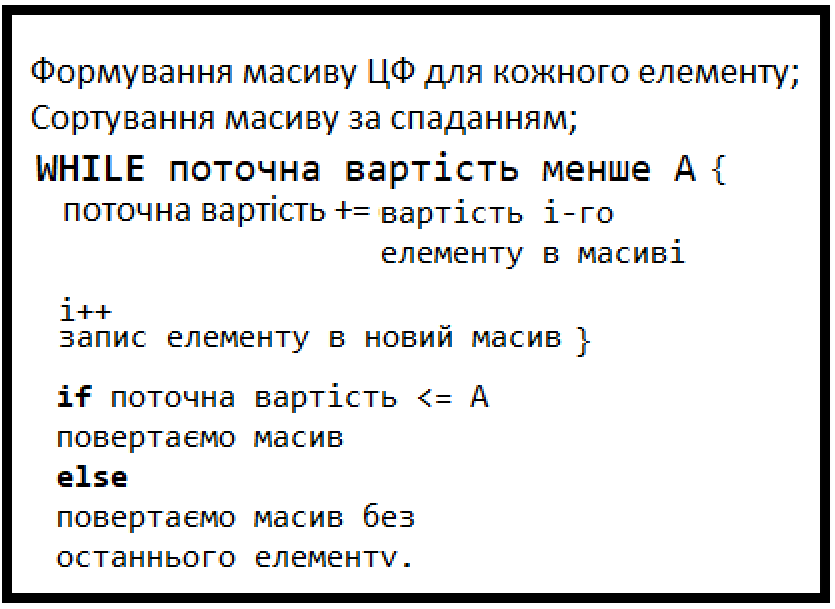 Формування масиву ЦФ для кожного елементу;
Сортування масиву за спаданням;
WHILE поточна вартість менше А {
поточна вартість += вартість і-го
елементу в масиві
i++
запис елементу в новий масив }
if поточна вартість <= А
повертаємо масив
else
повертаємо масив без
останнього елементу.